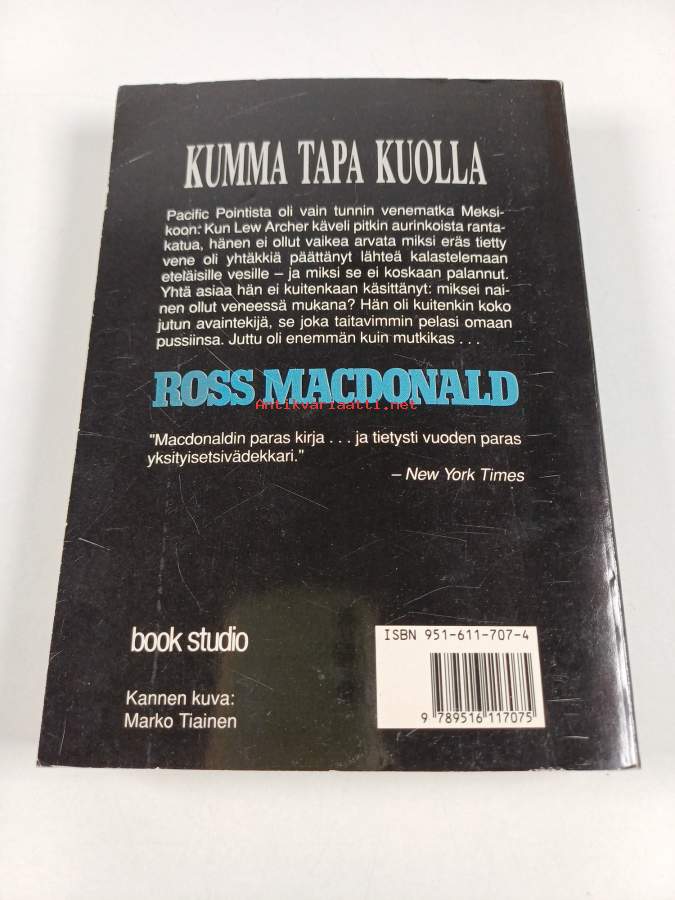 KUMMA TAPA KUOLLA
Pacific Pointista oli vain tunnin venematka Meksi-
koon. Kun Lew Archer käveli pitkin aurinkoista ranta-
katua, hänen ei ollut vaikea arvata miksi eräs tietty
vene oli yhtäkkiä päättänyt lähteä kalastelemaan
eteläisille vesille – ja miksi se ei koskaan palannut.
Yhtä asiaa hän ei kuitenkaan käsittänyt: miksei nai-
nen ollut veneessä mukana? Hän oli kuitenkin koko
jutun avaintekijä, se joka taitavimmin pelasi omaan
pussiinsa. Juttu oli enemmän kuin mutkikas . . .
ROSS MACDONALD
Antikvariaatti.net
"Macdonaldin paras kirja . . . ja tietysti vuoden paras
yksityisetsivädekkari."
– New York Times
book studio
Kannen kuva:
Marko Tiainen
ISBN 951-611-707-4
9 789516 117075